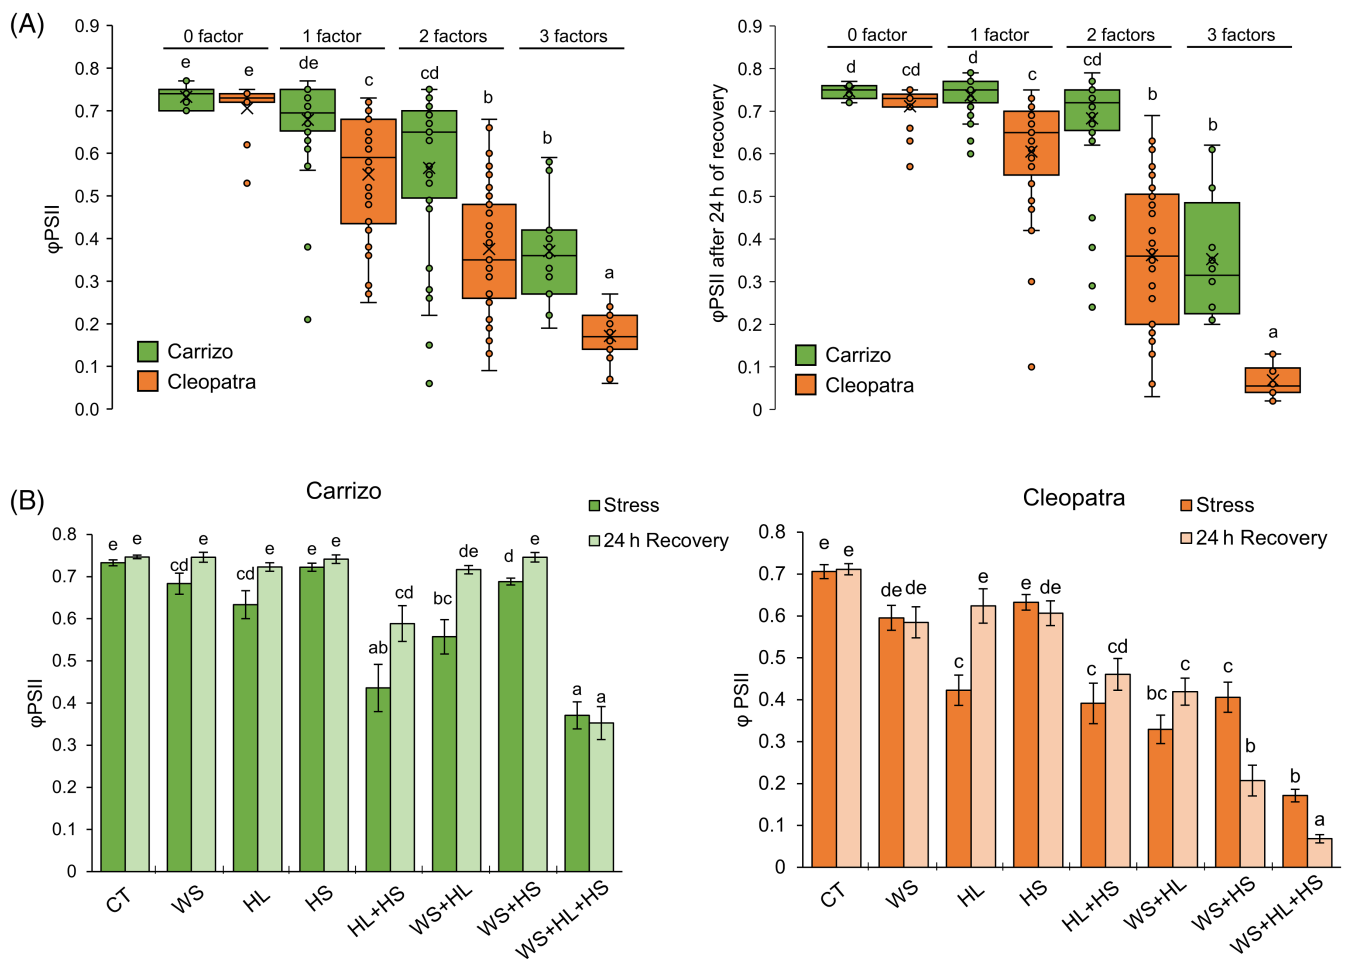 (A)
0.9
0.8
0.7
0.6
0.5
0.4
0.3
0.2
0.1
0.0
φPSII
0 factor
1 factor
2 factors
3 factors
e
e
de
c
cd
b
b
a
Carrizo
Cleopatra
0.9
0.8
0.7
0.6
0.5
0.4
0.3
0.2
0.1
0
φPSII after 24 h of recovery
0 factor
1 factor
2 factors
3 factors
d
cd
d
c
cd
b
b
a
Carrizo
Cleopatra
(B)
Carrizo
Stress
24 h Recovery
0.8
0.7
0.6
0.5
0.4
0.3
0.2
0.1
0
φPSII
e e cd e cd e e e ab cd bc de d e a a
CT
WS
HL
HS
HL+HS
WS+HL
WS+HS
WS+HL+HS
Cleopatra
Stress
24 h Recovery
0.8
0.7
0.6
0.5
0.4
0.3
0.2
0.1
0
φ PSII
e e de de c e e de c cd bc c c b b a
CT
WS
HL
HS
HL+HS
WS+HL
WS+HS
WS+HL+HS